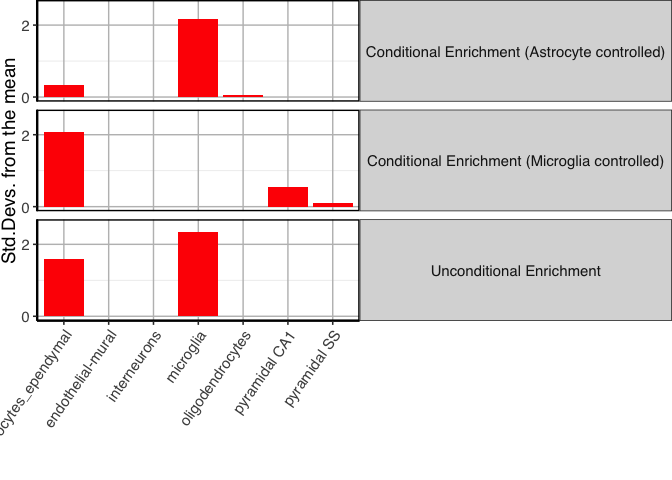 Std.Devs. from the mean
2
0
Conditional Enrichment (Astrocyte controlled)
2
0
Conditional Enrichment (Microglia controlled)
2
0
Unconditional Enrichment
ocytes_ependymal
endothelial-mural
interneurons
microglia
oligodendrocytes
pyramidal CA1
pyramidal SS